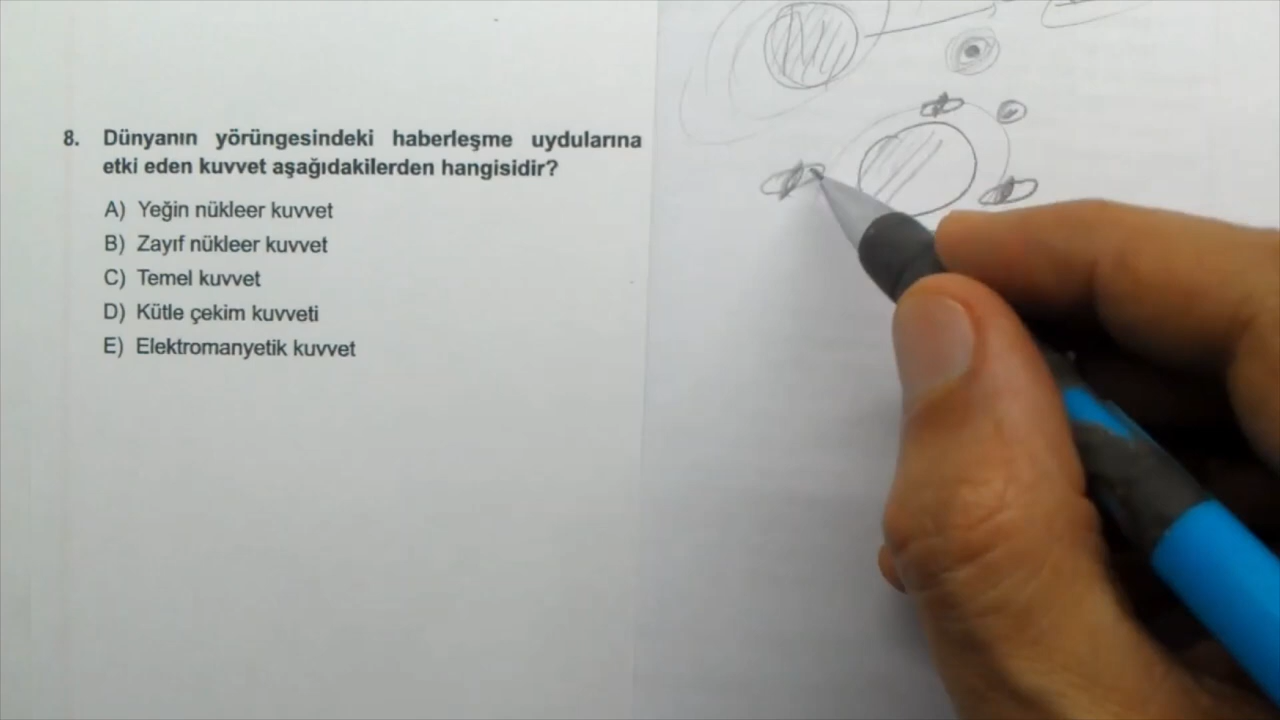 8. Dünyanın yörüngesindeki haberleşme uydularına
etki eden kuvvet aşağıdakilerden hangisidir?
A) Yeğin nükleer kuvvet
B) Zayıf nükleer kuvvet
C) Temel kuvvet
D) Kütle çekim kuvveti
E) Elektromanyetik kuvvet